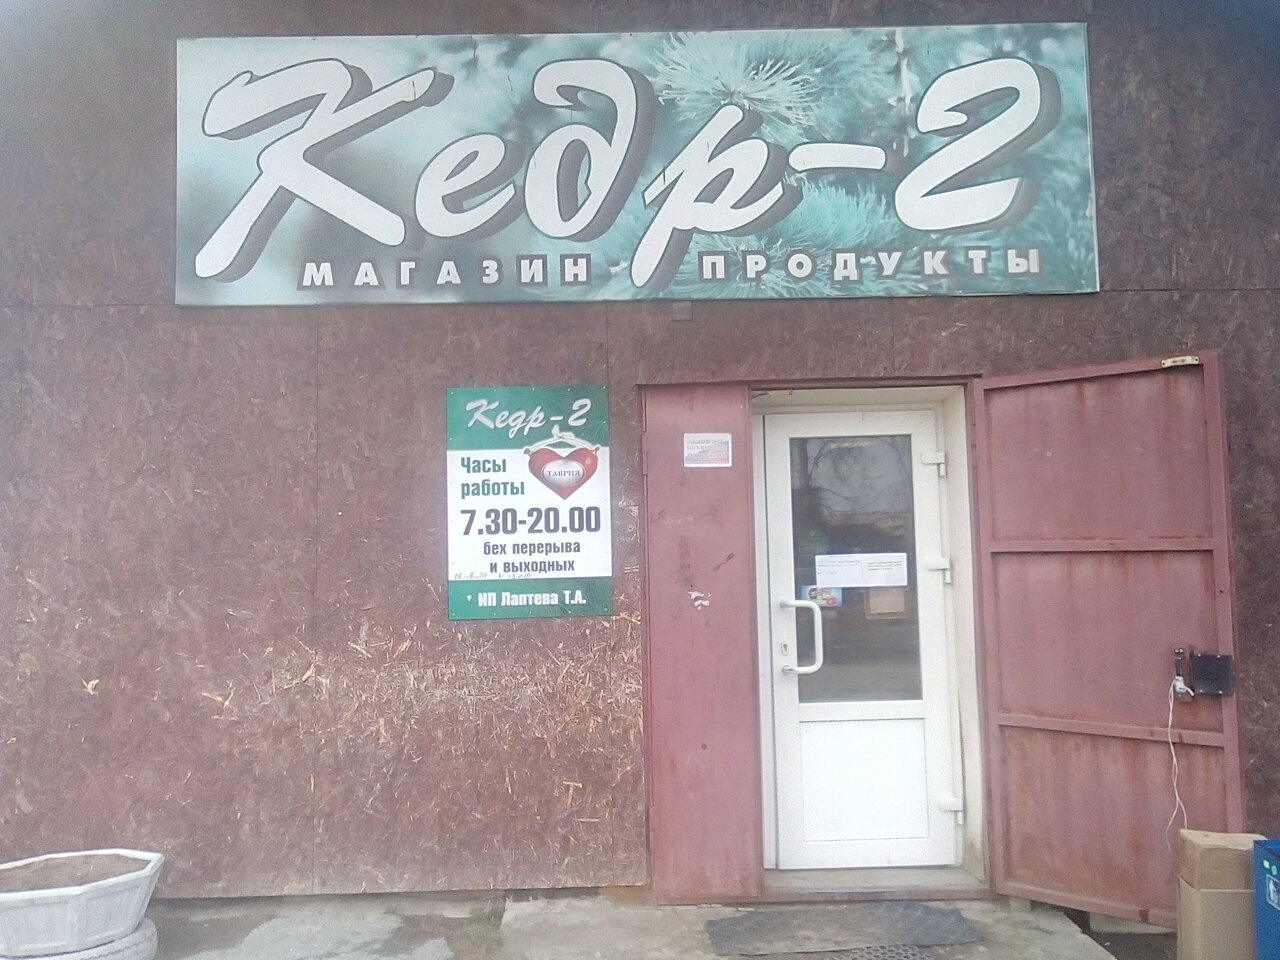 Кедр-2
МАГАЗИН ПРОДУКТЫ
Кедр-2
ТАВРИЯ
Часы
работы
7.30-20.00
бех перерыва
и выходных
ИП Лаптева Т.А.